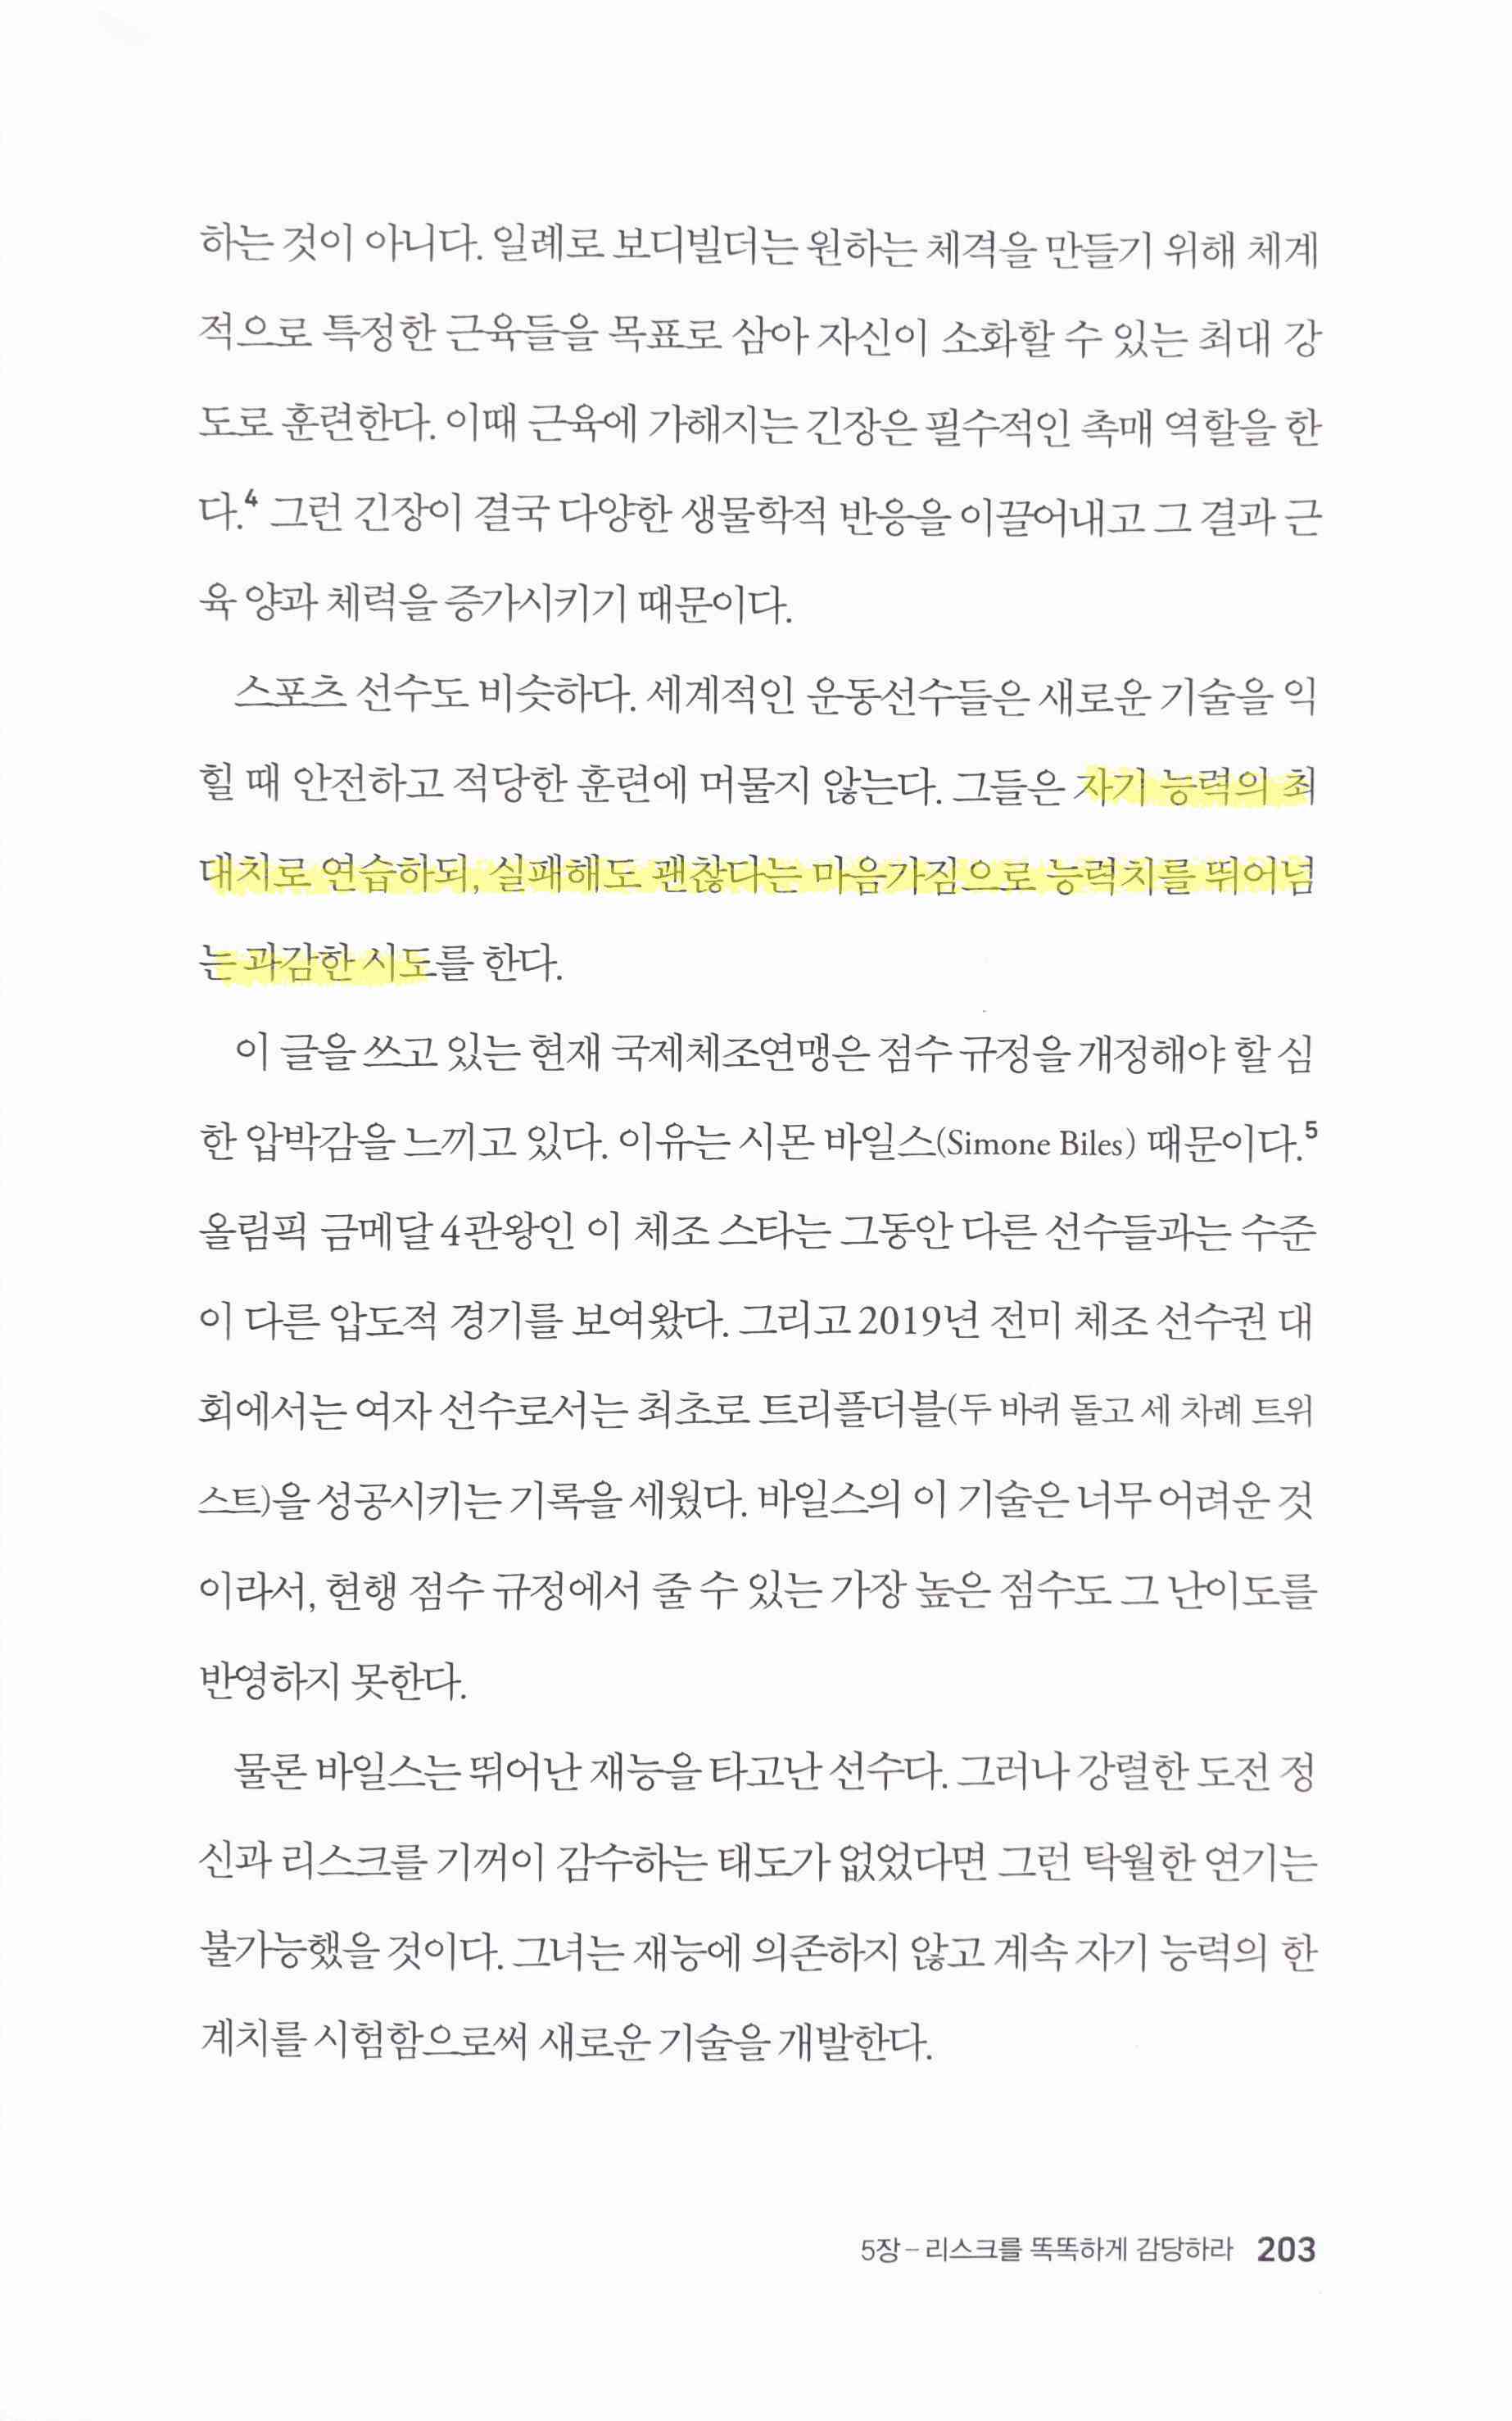 하는 것이 아니다. 일례로 보디빌더는 원하는 체격을 만들기 위해 체계
적으로 특정한 근육들을 목표로 삼아 자신이 소화할 수 있는 최대 강
도로 훈련한다. 이때 근육에 가해지는 긴장은 필수적인 촉매 역할을 한
다.4 그런 긴장이 결국 다양한 생물학적 반응을 이끌어내고 그 결과 근
육 양과 체력을 증가시키기 때문이다.
스포츠 선수도 비슷하다. 세계적인 운동선수들은 새로운 기술을 익
힐 때 안전하고 적당한 훈련에 머물지 않는다. 그들은 자기 능력의 최
대치로 연습하되, 실패해도 괜찮다는 마음가짐으로 능력치를 뛰어넘
는 과감한 시도를 한다.
이 글을 쓰고 있는 현재 국제체조연맹은 점수 규정을 개정해야 할 심
한 압박감을 느끼고 있다. 이유는 시몬 바일스(Simone Biles) 때문이다.5
올림픽 금메달 4관왕인 이 체조 스타는 그동안 다른 선수들과는 수준
이 다른 압도적 경기를 보여왔다. 그리고 2019년 전미 체조 선수권 대
회에서는 여자 선수로서는 최초로 트리플더블(두 바퀴 돌고 세 차례 트위
스트)을 성공시키는 기록을 세웠다. 바일스의 이 기술은 너무 어려운 것
이라서, 현행 점수 규정에서 줄 수 있는 가장 높은 점수도 그 난이도를
반영하지 못한다.
물론 바일스는 뛰어난 재능을 타고난 선수다. 그러나 강렬한 도전 정
신과 리스크를 기꺼이 감수하는 태도가 없었다면 그런 탁월한 연기는
불가능했을 것이다. 그녀는 재능에 의존하지 않고 계속 자기 능력의 한
계치를 시험함으로써 새로운 기술을 개발한다.
5장 – 리스크를 똑똑하게 감당하라 203